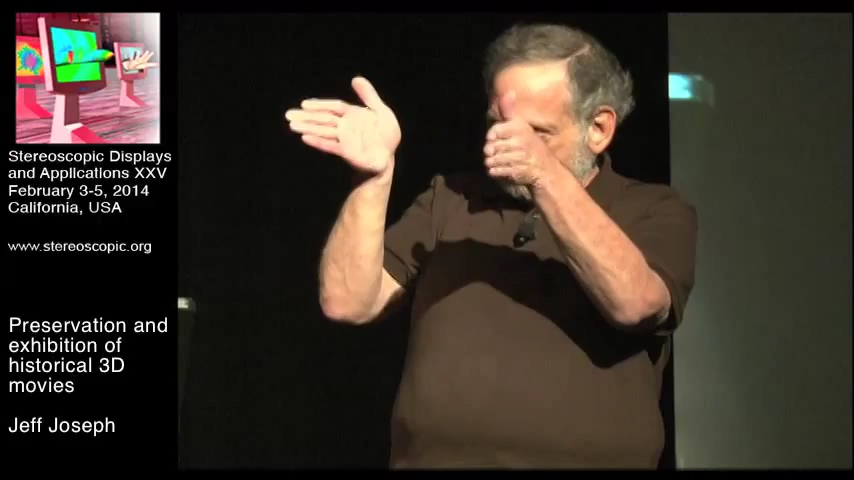 Stereoscopic Displays
and Applications XXV
February 3-5, 2014
California, USA
www.stereoscopic.org
Preservation and
exhibition of
historical 3D
movies
Jeff Joseph